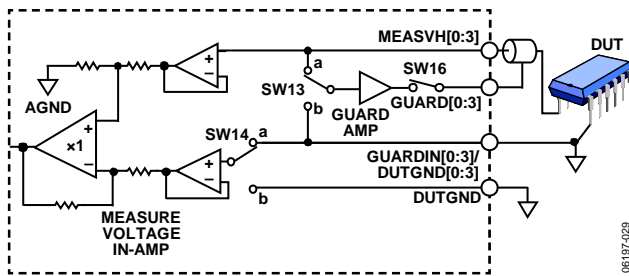 MEASVH[0:3]
DUT
a
SW13
SW16
AGND
b
GUARD
AMP
GUARD[0:3]
+
–
+
×1
–
SW14
a
+
–
b
GUARDIN[0:3]/
DUTGND[0:3]
DUTGND
MEASURE
VOLTAGE
IN-AMP
06197-029